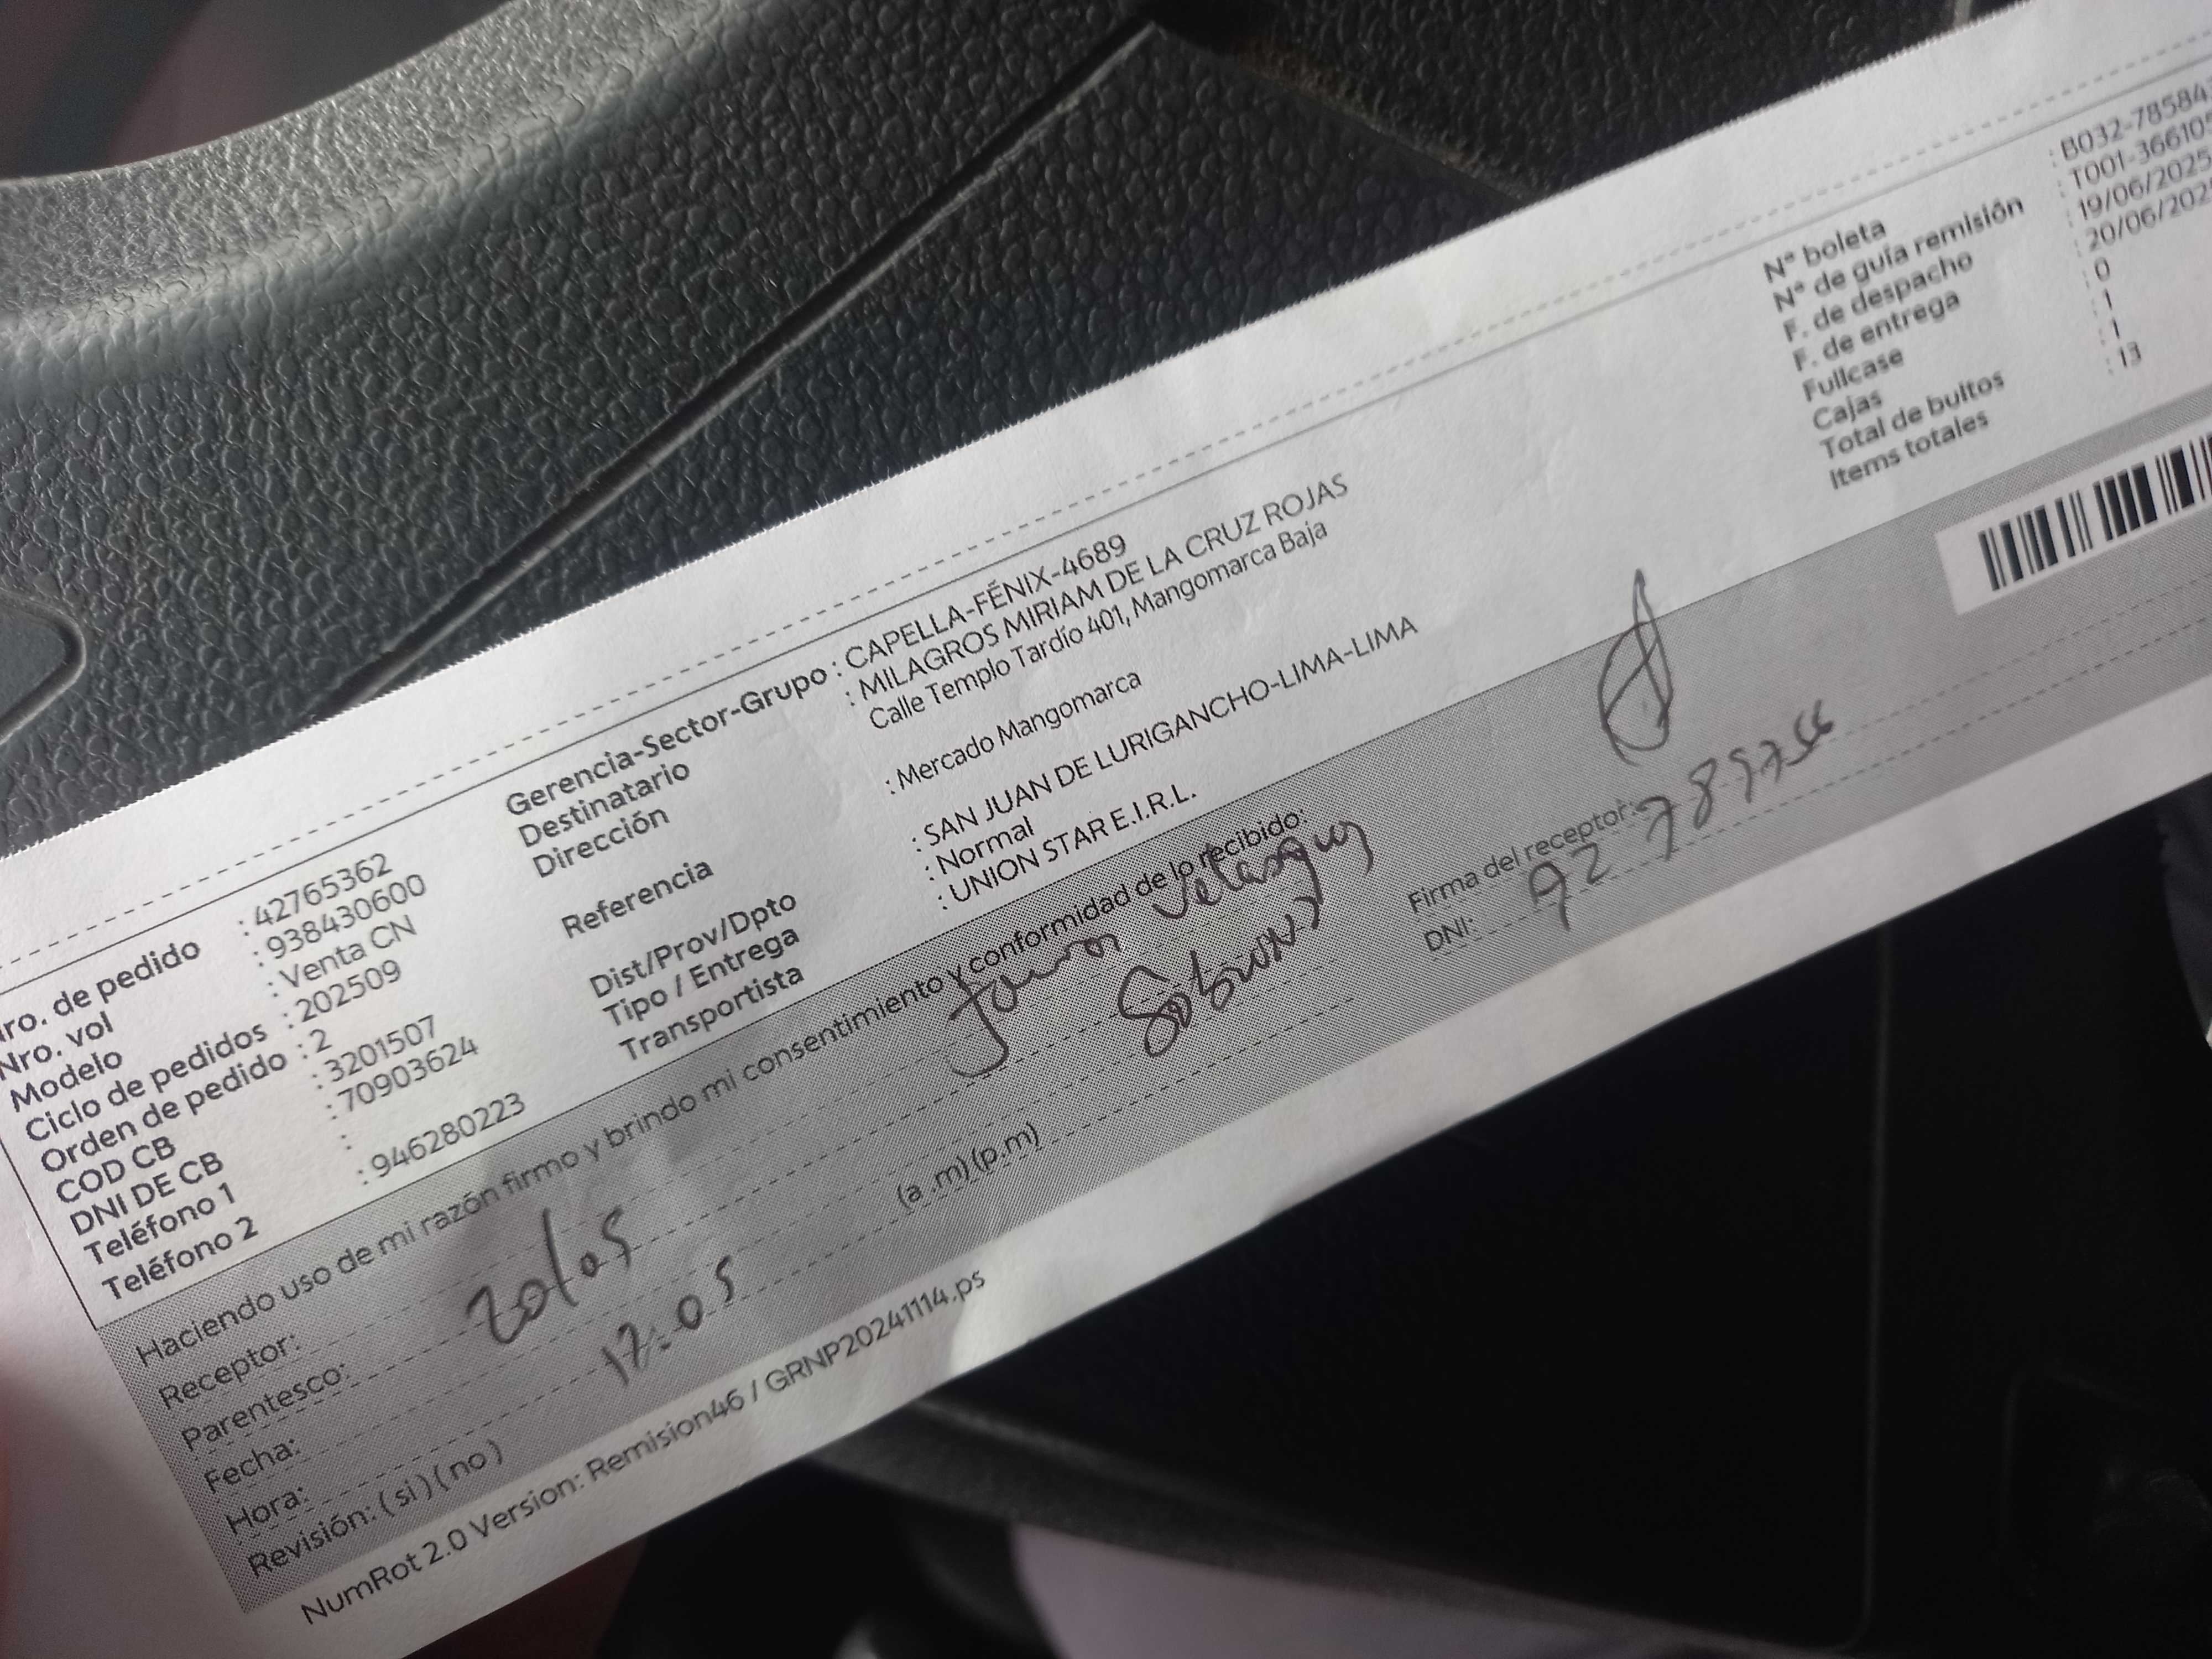 Nro. de pedido : 42765362
Nro. vol : 938430600
Modelo : Venta CN
Ciclo de pedidos : 202509
Orden de pedido : 2
COD CB : 3201507
DNI DE CB : 70903624
Teléfono 1 :
Teléfono 2 : 946280223
Gerencia-Sector-Grupo : CAPELLA-FÉNIX-4689
Destinatario : MILAGROS MIRIAM DE LA CRUZ ROJAS
Dirección Calle Templo Tardío 401, Mangomarca Baja
Referencia : Mercado Mangomarca
Dist/Prov/Dpto : SAN JUAN DE LURIGANCHO-LIMA-LIMA
Tipo / Entrega : Normal
Transportista : UNION STAR E.I.R.L.
N° boleta : B032-78584
N° de guía remisión : T001-36610
F. de despacho : 19/06/2025
F. de entrega : 20/06/202
Fullcase : 0
Cajas : 1
Total de bultos : 1
Items totales : 13
Haciendo uso de mi razón firmo y brindo mi consentimiento y conformidad de lo recibido:
Receptor:
Parentesco:
Fecha:
Hora: 17:05 (a .m) (p.m)
Revisión: ( si ) ( no )
Firma del receptor:
DNI:
NumRot 2.0 Version: Remision46 / GRNP20241114.ps